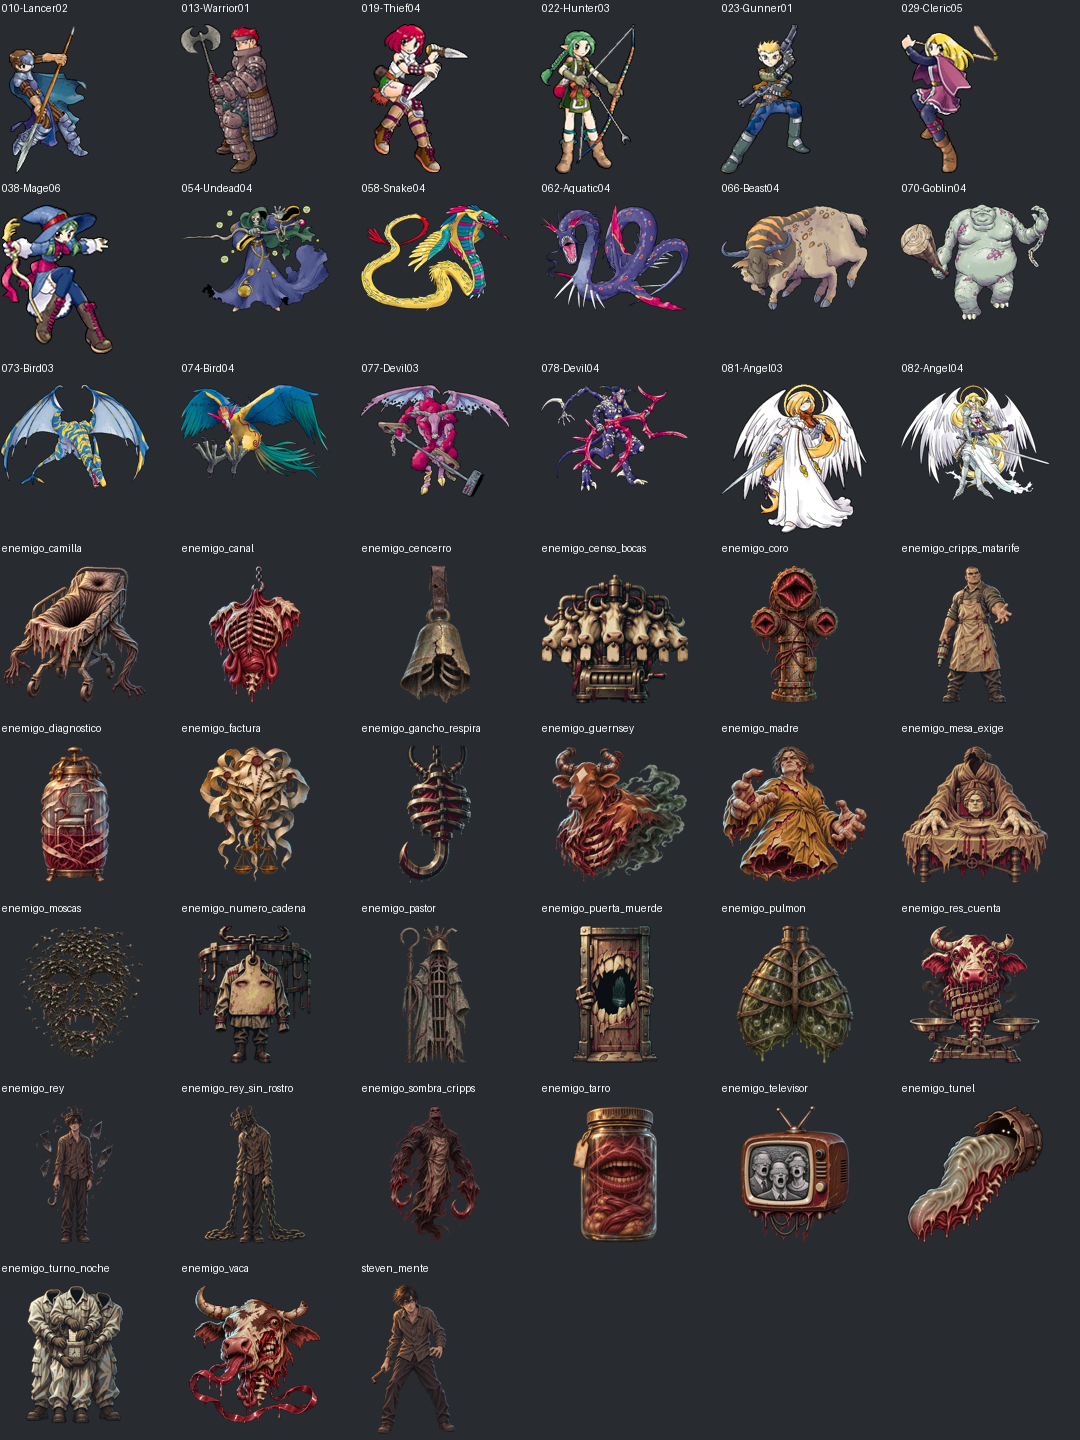 010-Lancer02
013-Warrior01
019-Thief04
022-Hunter03
023-Gunner01
029-Cleric05
038-Mage06
054-Undead04
058-Snake04
062-Aquatic04
066-Beast04
070-Goblin04
073-Bird03
074-Bird04
077-Devil03
078-Devil04
081-Angel03
082-Angel04
enemigo_camilla
enemigo_canal
enemigo_cencerro
enemigo_censo_bocas
enemigo_coro
enemigo_cripps_matarife
enemigo_diagnostico
enemigo_factura
enemigo_gancho_respira
enemigo_guernsey
enemigo_madre
enemigo_mesa_exige
enemigo_moscas
enemigo_numero_cadena
enemigo_pastor
enemigo_puerta_muerde
enemigo_pulmon
enemigo_res_cuenta
enemigo_rey
enemigo_rey_sin_rostro
enemigo_sombra_cripps
enemigo_tarro
enemigo_televisor
enemigo_tunel
enemigo_turno_noche
enemigo_vaca
steven_mente